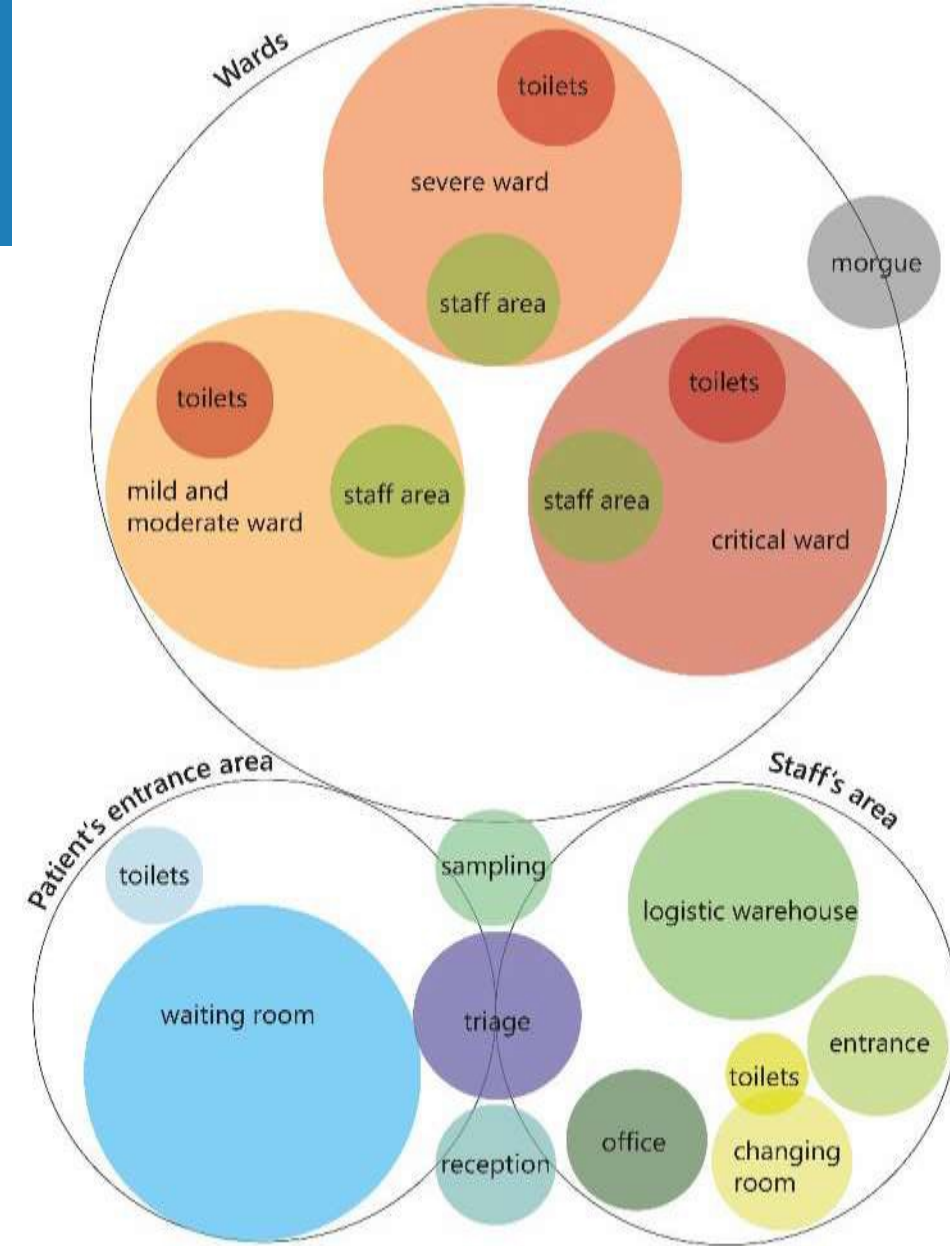 Wards
toilets
severe ward
morgue
staff area
toilets
toilets
mild and
moderate ward
staff area
staff area
critical ward
Patient's entrance area
Staff's area
toilets
sampling
logistic warehouse
waiting room
triage
entrance
toilets
office
changing
room
reception